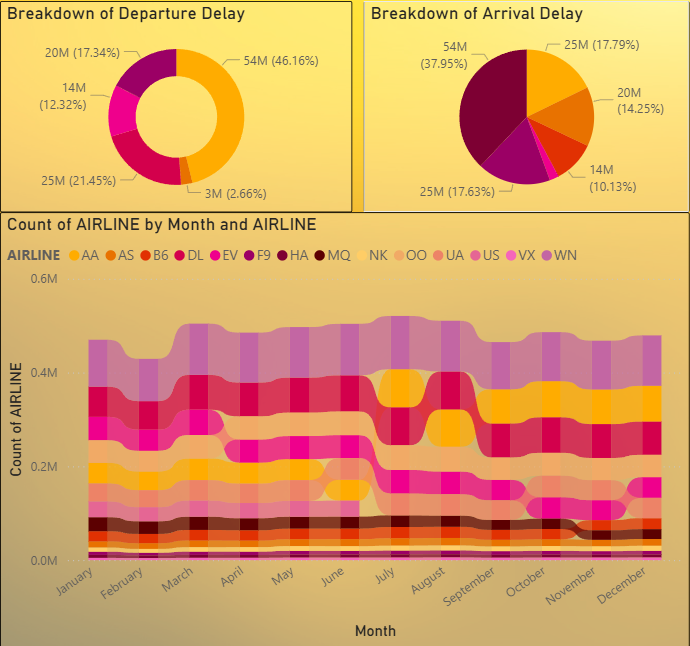 Breakdown of Departure Delay
20M (17.34%)
54M (46.16%)
14M
(12.32%)
25M (21.45%)
3M (2.66%)
Breakdown of Arrival Delay
54M
(37.95%)
25M (17.79%)
20M
(14.25%)
14M
(10.13%)
25M (17.63%)
Count of AIRLINE by Month and AIRLINE
AIRLINE AA AS B6 DL EV F9 HA MQ NK OO UA US VX WN
0.6M
0.4M
0.2M
0.0M
Count of AIRLINE
January
February
March
April
May
June
July
August
September
October
November
December
Month